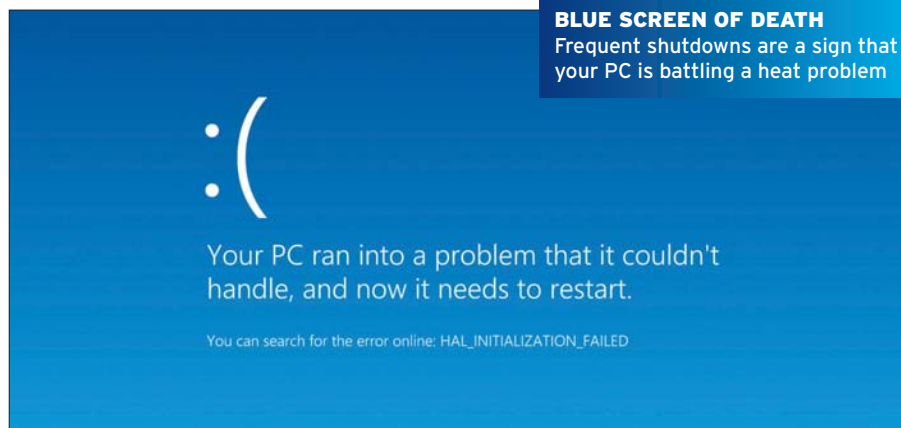 BLUE SCREEN OF DEATH
Frequent shutdowns are a sign that
your PC is battling a heat problem
:(
Your PC ran into a problem that it couldn't
handle, and now it needs to restart.
You can search for the error online: HAL_INITIALIZATION_FAILED